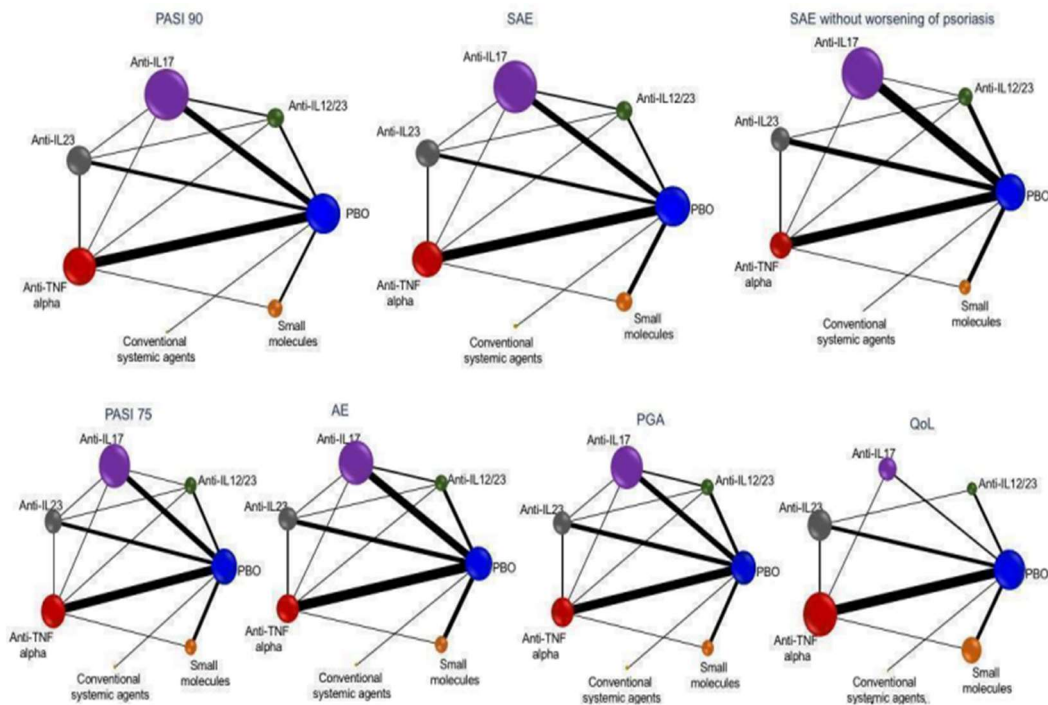 PASI 90
Anti-IL17
Anti-IL12/23
Anti-IL23
PBO
Anti-TNF
alpha
Small
molecules
Conventional
systemic agents
SAE
Anti-IL17
Anti-IL12/23
Anti-IL23
PBO
Anti-TNF
alpha
Small
molecules
Conventional
systemic agents
SAE without worsening of psoriasis
Anti-IL17
Anti-IL12/23
Anti-IL23
PBO
Anti-TNF
alpha
Small
molecules
Conventional
systemic agents
PASI 75
Anti-IL17
Anti-IL12/23
Anti-IL23
PBO
Anti-TNF
alpha
Small
molecules
Conventional
systemic agents
AE
Anti-IL17
Anti-IL12/23
Anti-IL23
PBO
Anti-TNF
alpha
Small
molecules
Conventional
systemic agents
PGA
Anti-IL17
Anti-IL12/23
Anti-IL23
PBO
Anti-TNF
alpha
Small
molecules
Conventional
systemic agents
QoL
Anti-IL17
Anti-IL12/23
Anti-IL23
PBO
Anti-TNF
alpha
Small
molecules
Conventional
systemic agents